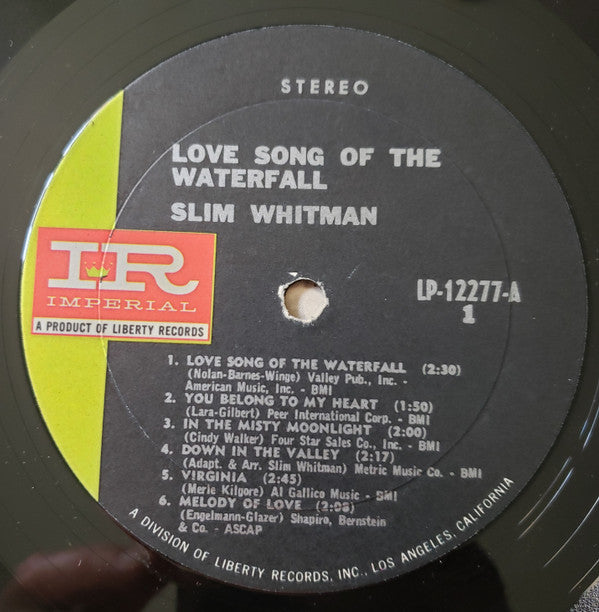 STEREO
LOVE SONG OF THE
WATERFALL
SLIM WHITMAN
IR
IMPERIAL
A PRODUCT OF LIBERTY RECORDS
LP-12277-A
1
1. LOVE SONG OF THE WATERFALL (2:30)
(Nolan-Barnes-Winge) Valley Pub., Inc. -
American Music, Inc. - BMI
2. YOU BELONG TO MY HEART (1:50)
(Lara-Gilbert) Peer International Corp. - BMI
3. IN THE MISTY MOONLIGHT (2:00)
(Cindy Walker) Four Star Sales Co., Inc. - BMI
4. DOWN IN THE VALLEY (2:17)
(Adapt. & Arr. Slim Whitman) Metric Music Co. - BMI
5. VIRGINIA (2:45)
(Merle Kilgore) Al Gallico Music - BMI
6. MELODY OF LOVE (2:08)
(Engelmann-Glazer) Shapiro, Bernstein
& Co. - ASCAP
A DIVISION OF LIBERTY RECORDS, INC., LOS ANGELES, CALIFORNIA